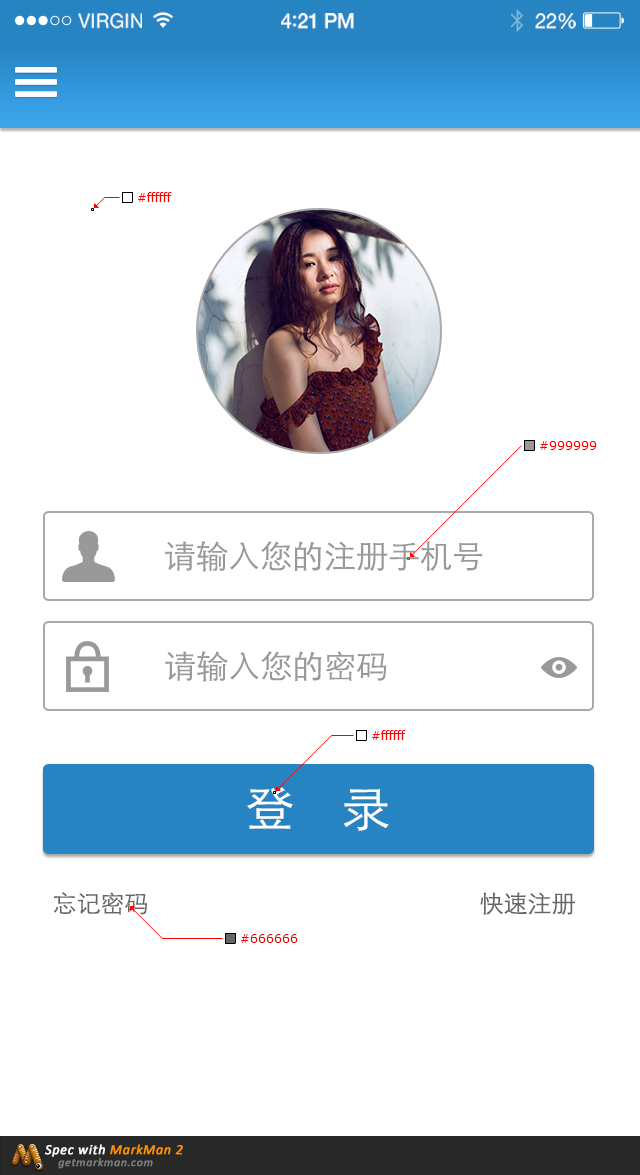 VIRGIN 4:21 PM 22%
#ffffff
#999999
请输入您的注册手机号
请输入您的密码
#ffffff
登 录
忘记密码 快速注册
#666666
Spec with MarkMan 2
getmarkman.com